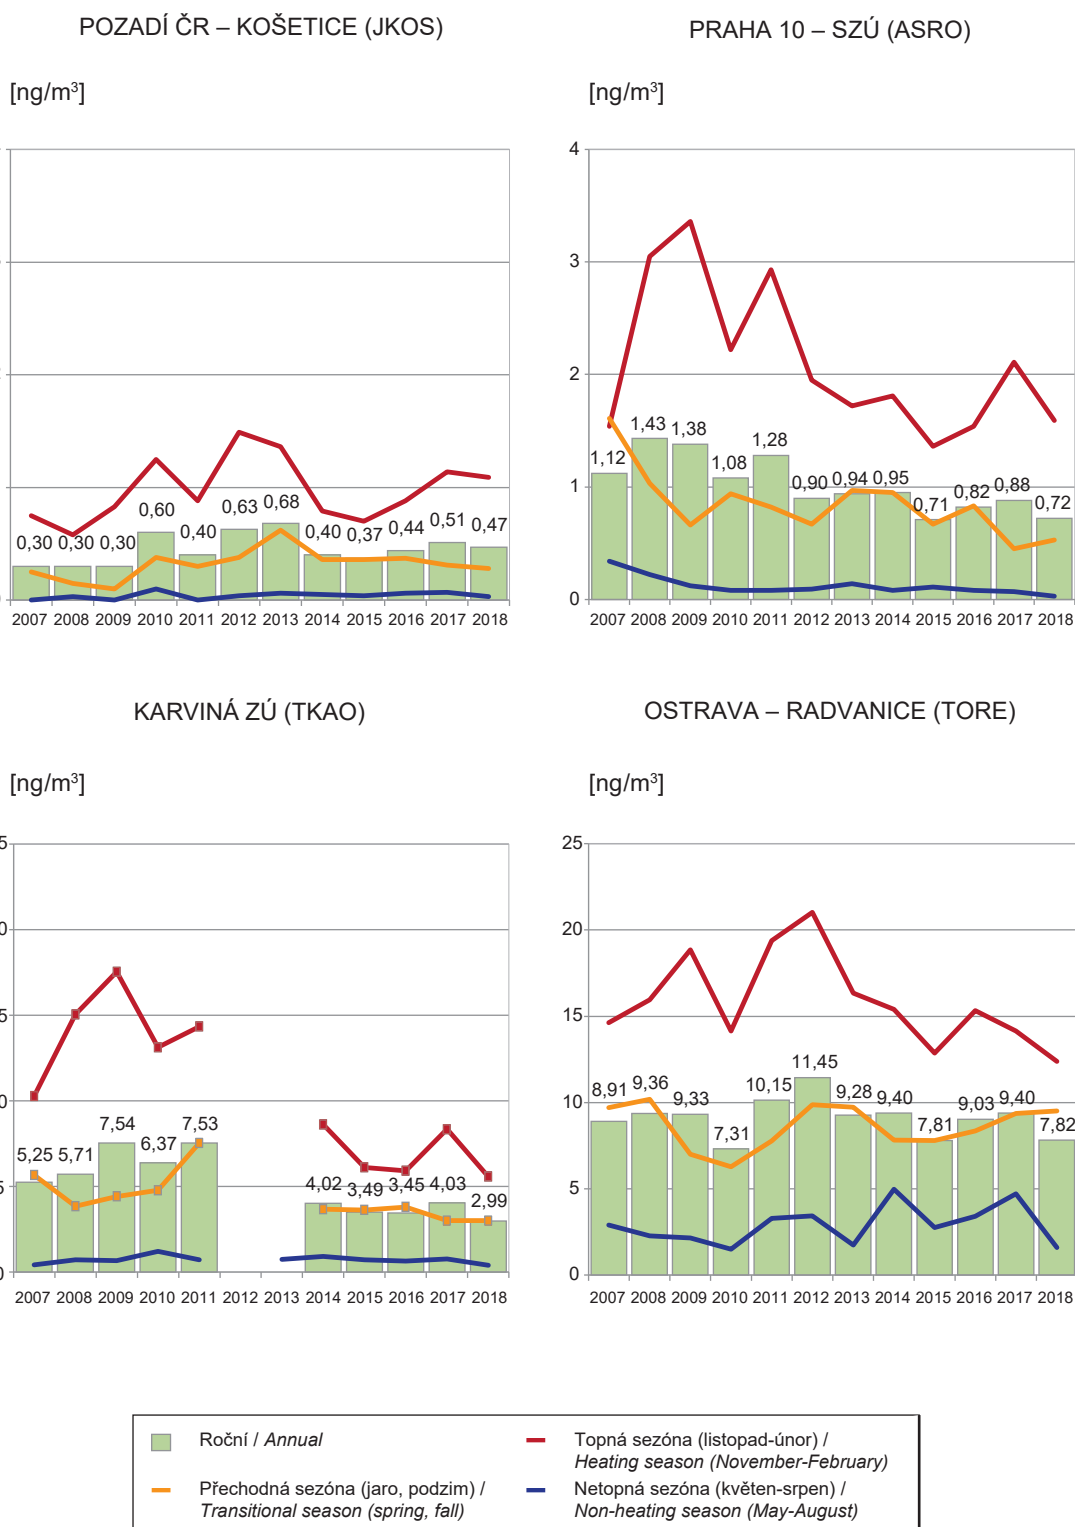 POZADÍ ČR – KOŠETICE (JKOS)
[ng/m³]
0,30 0,30 0,30 0,60 0,40 0,63 0,68 0,40 0,37 0,44 0,51 0,47
2007 2008 2009 2010 2011 2012 2013 2014 2015 2016 2017 2018
PRAHA 10 – SZÚ (ASRO)
[ng/m³]
4
3
2
1
0
1,12 1,43 1,38 1,08 1,28 0,90 0,94 0,95 0,71 0,82 0,88 0,72
2007 2008 2009 2010 2011 2012 2013 2014 2015 2016 2017 2018
KARVINÁ ZÚ (TKAO)
[ng/m³]
5
0
5
0
5
0
5,25 5,71 7,54 6,37 7,53 4,02 3,49 3,45 4,03 2,99
2007 2008 2009 2010 2011 2012 2013 2014 2015 2016 2017 2018
OSTRAVA – RADVANICE (TORE)
[ng/m³]
25
20
15
10
5
0
8,91 9,36 9,33 7,31 10,15 11,45 9,28 9,40 7,81 9,03 9,40 7,82
2007 2008 2009 2010 2011 2012 2013 2014 2015 2016 2017 2018
Roční / Annual
Přechodná sezóna (jaro, podzim) /
Transitional season (spring, fall)
Topná sezóna (listopad-únor) /
Heating season (November-February)
Netopná sezóna (květen-srpen) /
Non-heating season (May-August)